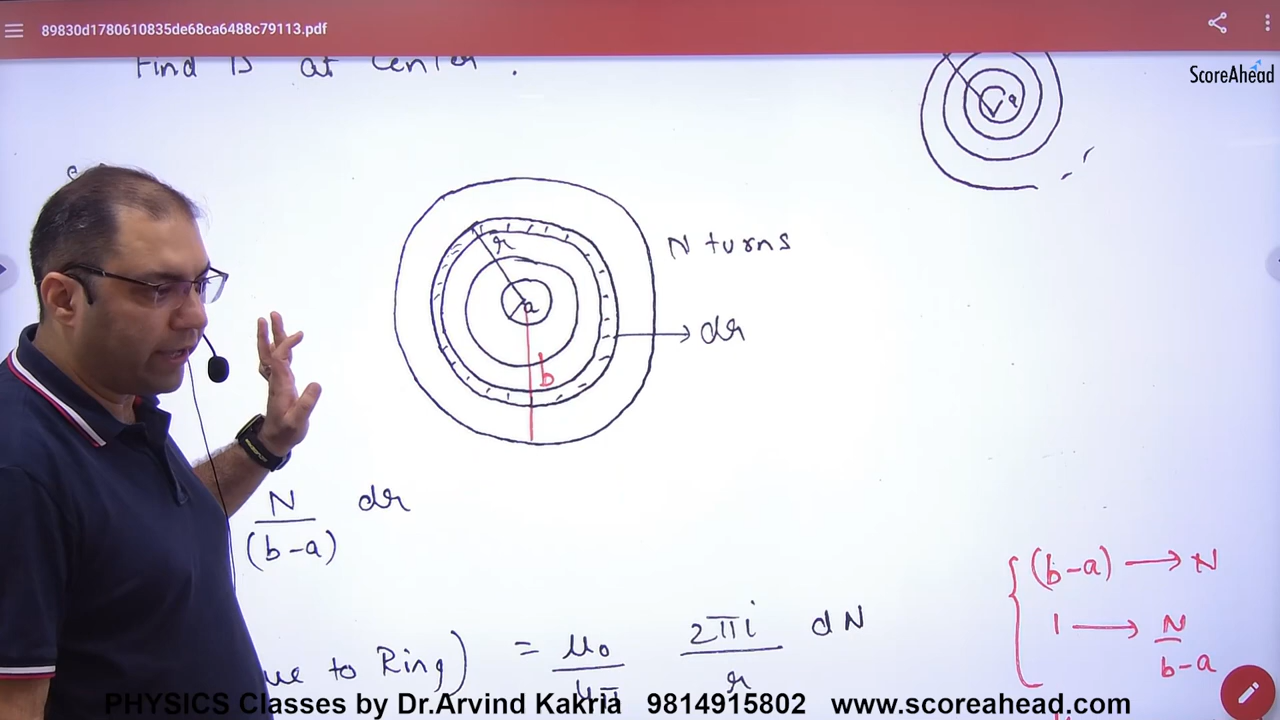 89830d1780610835de68ca6488c79113.pdf
ScoreAhead
Find B at center.
a
r
a
N turns
dr
b
N/(b-a) dr
(b-a) → N
1 → N/b-a
ue to Ring) = μ₀/4π 2πi/r dN
PHYSICS Classes by Dr.Arvind Kakria 9814915802 www.scoreahead.com